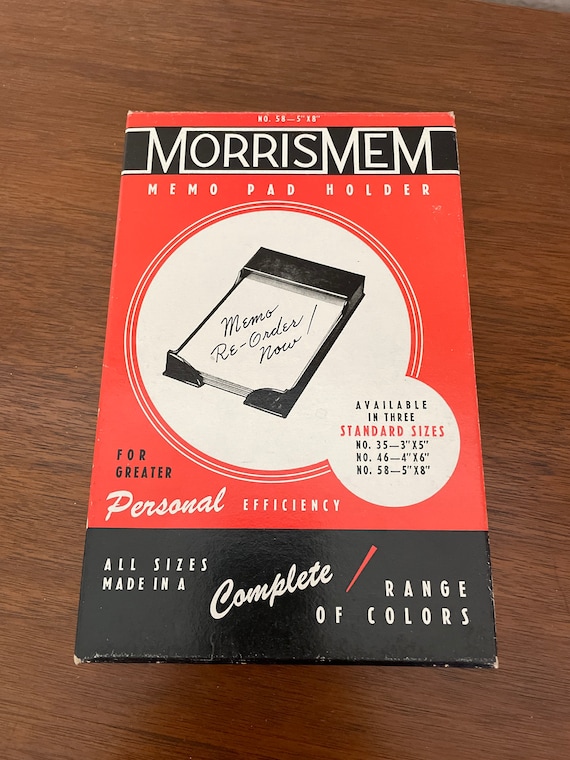 NO. 58—5"X8"
MORRISMEM
MEMO PAD HOLDER
Memo
Re-Order
Now!
AVAILABLE
IN THREE
STANDARD SIZES
NO. 35—3"X5"
NO. 46—4"X6"
NO. 58—5"X8"
FOR
GREATER
Personal EFFICIENCY
ALL SIZES
MADE IN A
Complete
RANGE
OF COLORS